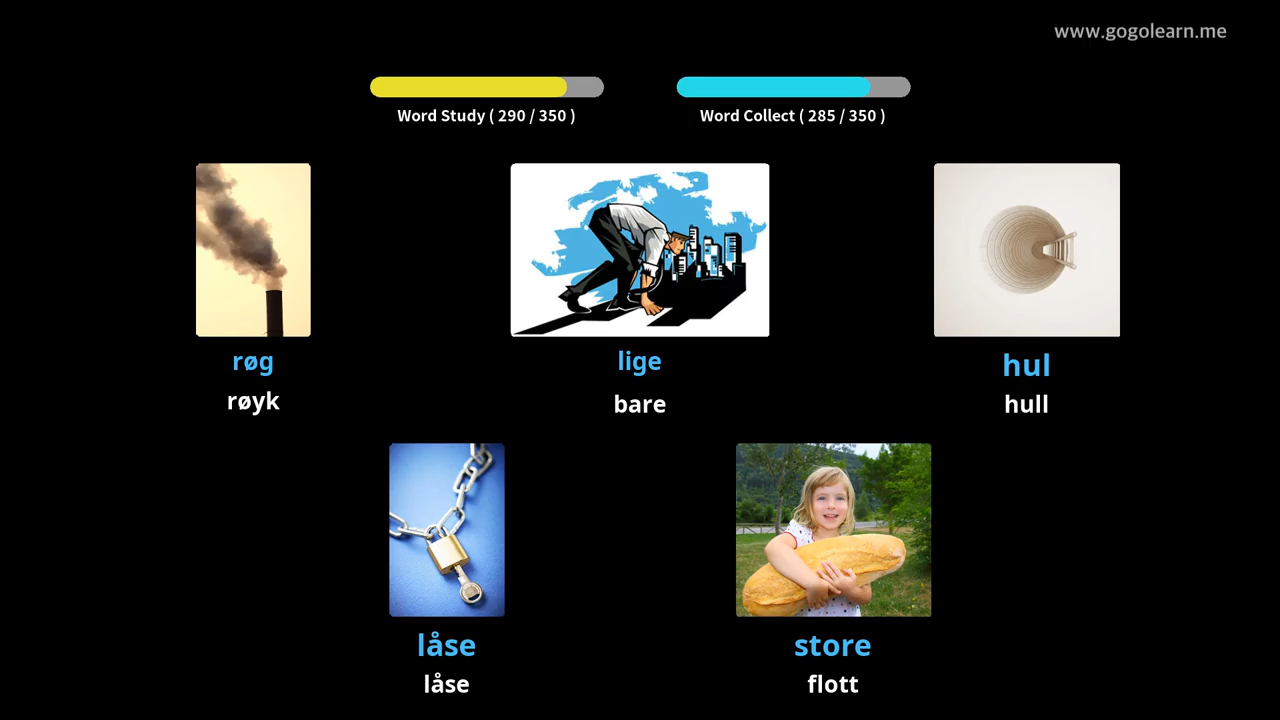 www.gogolearn.me
Word Study ( 290 / 350 )
Word Collect ( 285 / 350 )
røg
lige
hul
røyk
bare
hull
låse
store
låse
flott